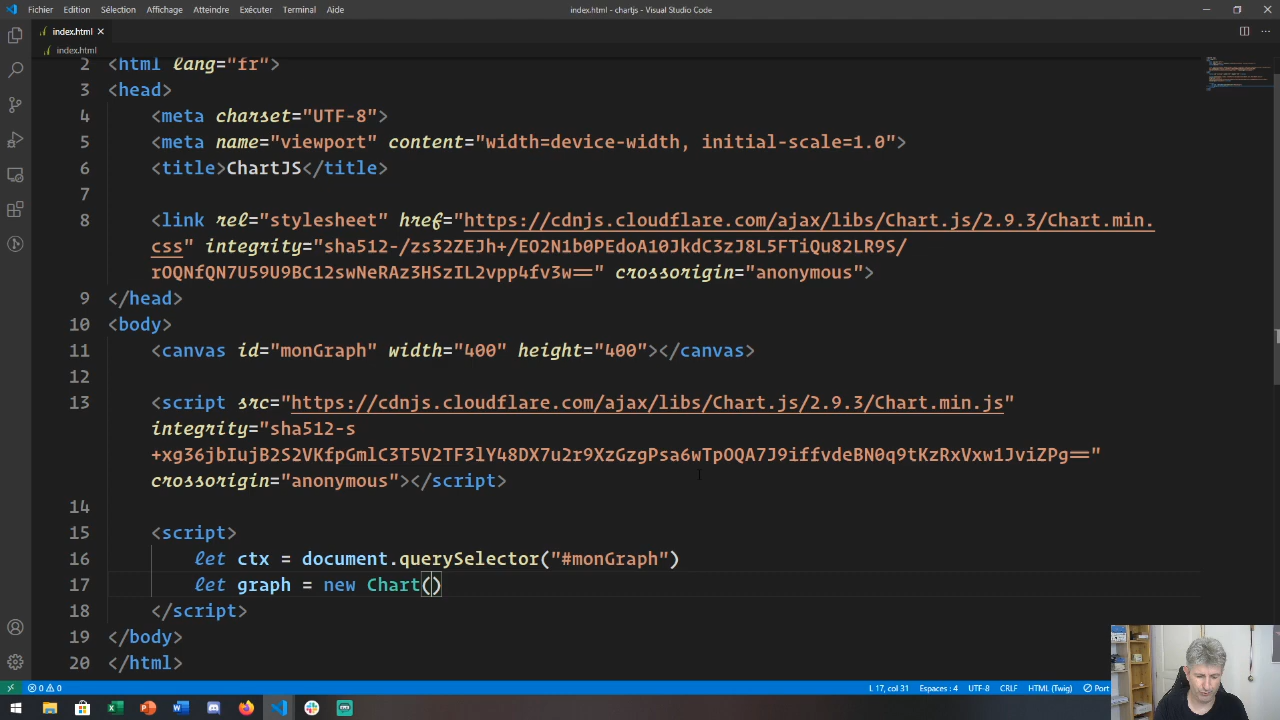 Fichier Edition Sélection Affichage Atteindre Exécuter Terminal Aide
index.html - chartjs - Visual Studio Code
index.html
index.html
2 <html lang="fr">
3 <head>
4 <meta charset="UTF-8">
5 <meta name="viewport" content="width=device-width, initial-scale=1.0">
6 <title>ChartJS</title>
7
8 <link rel="stylesheet" href="https://cdnjs.cloudflare.com/ajax/libs/Chart.js/2.9.3/Chart.min.
css" integrity="sha512-/zs32ZEJh+/EO2N1b0PEdoA10JkdC3zJ8L5FTiQu82LR9S/
rOQNfQN7U59U9BC12swNeRAz3HSzIL2vpp4fv3w==" crossorigin="anonymous">
9 </head>
10 <body>
11 <canvas id="monGraph" width="400" height="400"></canvas>
12
13 <script src="https://cdnjs.cloudflare.com/ajax/libs/Chart.js/2.9.3/Chart.min.js"
integrity="sha512-s
+xg36jbIujB2S2VKfpGmlC3T5V2TF3lY48DX7u2r9XzGzgPsa6wTpOQA7J9iffvdeBN0q9tKzRxVxw1JviZPg=="
crossorigin="anonymous"></script>
14
15 <script>
16 let ctx = document.querySelector("#monGraph")
17 let graph = new Chart()
18 </script>
19 </body>
20 </html>
0 0 L 17, col 31 Espaces : 4 UTF-8 CRLF HTML (Twig) Port